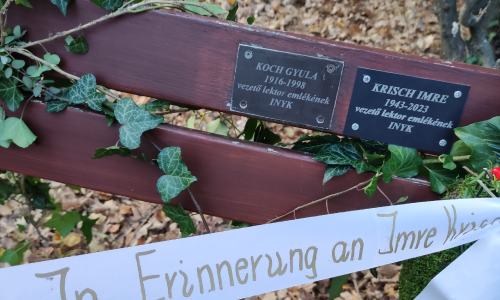 KOCH GYULA
1916-1998
vezető lektor emlékének
INYK
KRISCH IMRE
1943-2023
vezető lektor emlékének
INYK
In Erinnerung an Imre